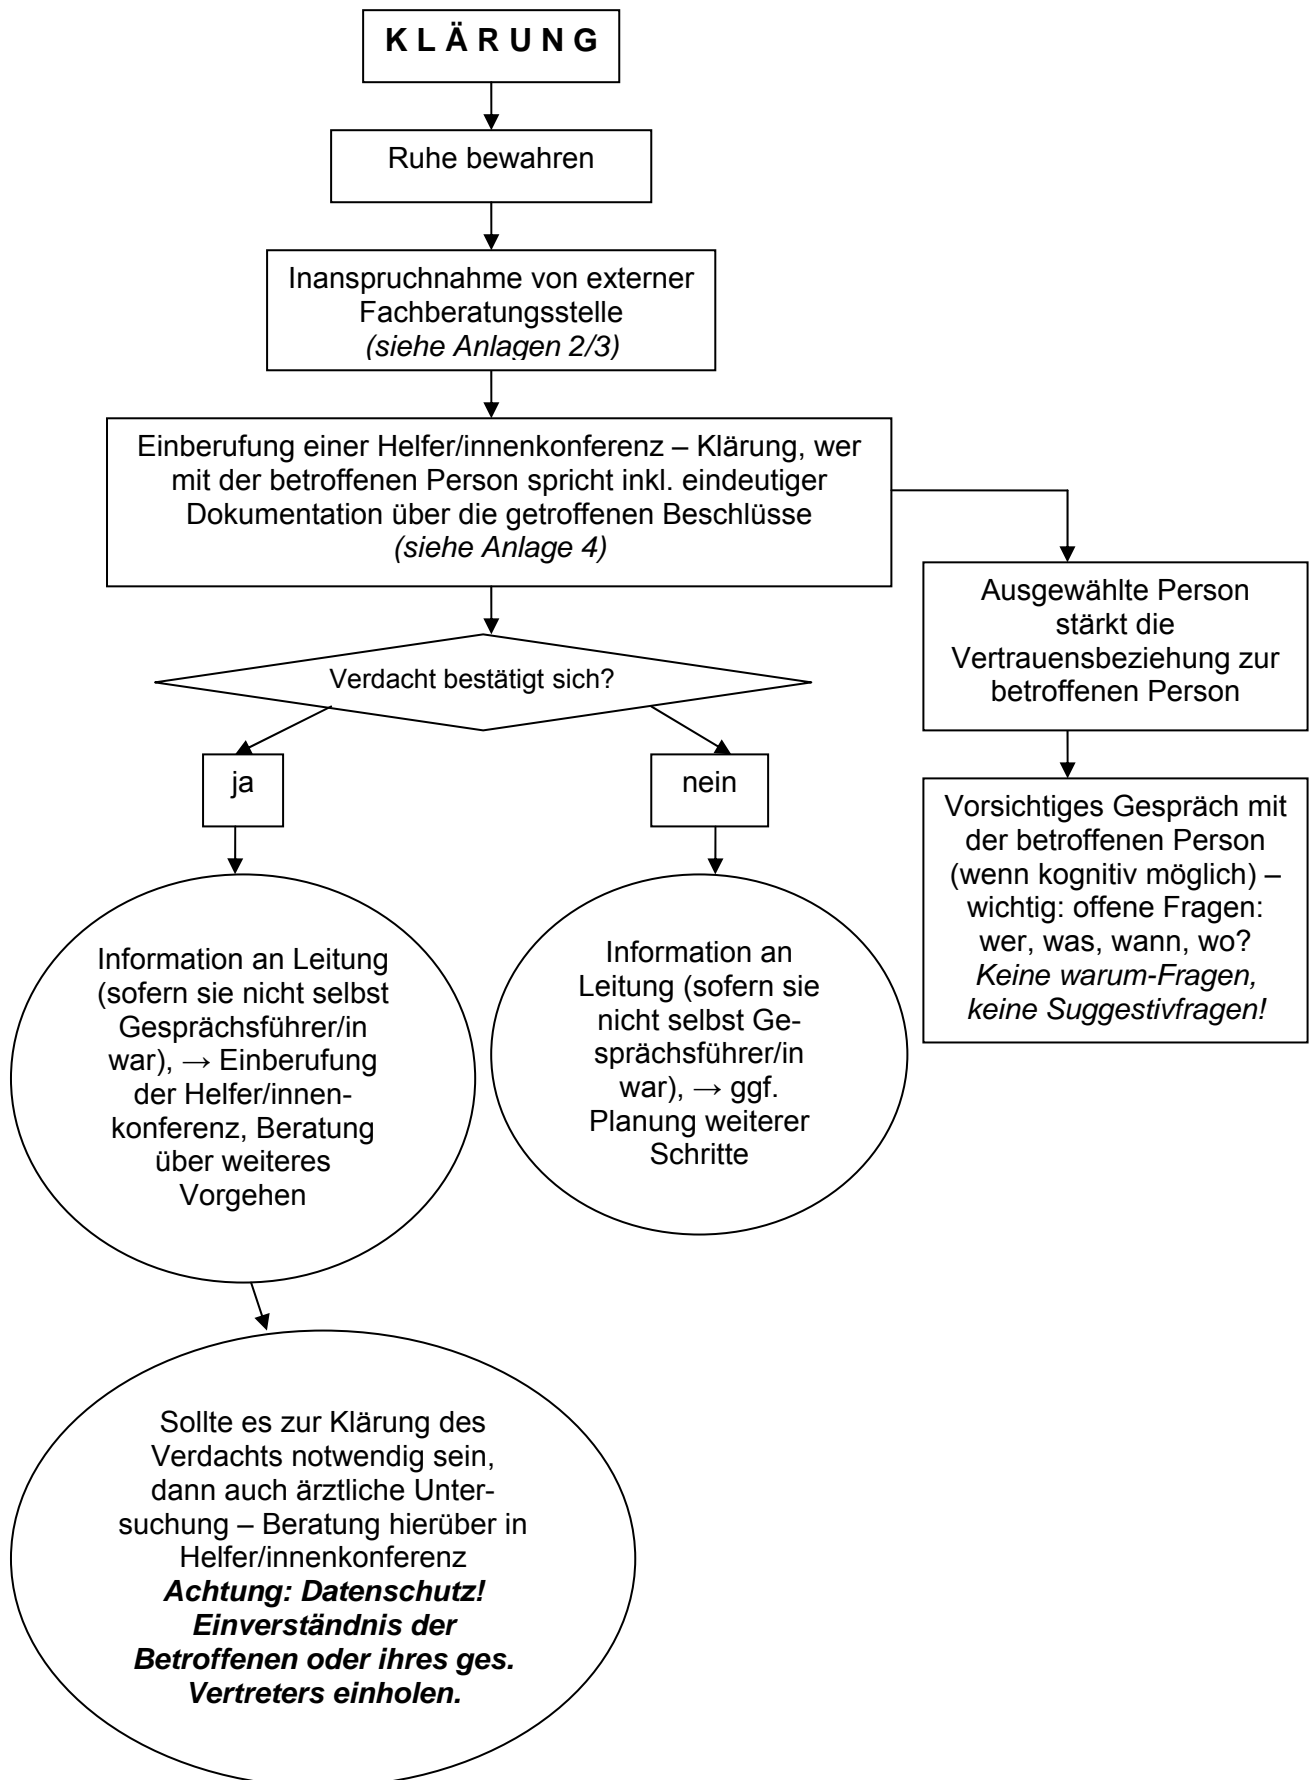 K L Ä R U N G
Ruhe bewahren
Inanspruchnahme von externer
Fachberatungsstelle
(siehe Anlagen 2/3)
Einberufung einer Helfer/innenkonferenz – Klärung, wer
mit der betroffenen Person spricht inkl. eindeutiger
Dokumentation über die getroffenen Beschlüsse
(siehe Anlage 4)
Ausgewählte Person
stärkt die
Vertrauensbeziehung zur
betroffenen Person
Verdacht bestätigt sich?
ja
nein
Vorsichtiges Gespräch mit
der betroffenen Person
(wenn kognitiv möglich) –
wichtig: offene Fragen:
wer, was, wann, wo?
Keine warum-Fragen,
keine Suggestivfragen!
Information an Leitung
(sofern sie nicht selbst
Gesprächsführer/in
war), → Einberufung
der Helfer/innen-
konferenz, Beratung
über weiteres
Vorgehen
Information an
Leitung (sofern sie
nicht selbst Ge-
sprächsführer/in
war), → ggf.
Planung weiterer
Schritte
Sollte es zur Klärung des
Verdachts notwendig sein,
dann auch ärztliche Unter-
suchung – Beratung hierüber in
Helfer/innenkonferenz
Achtung: Datenschutz!
Einverständnis der
Betroffenen oder ihres ges.
Vertreters einholen.